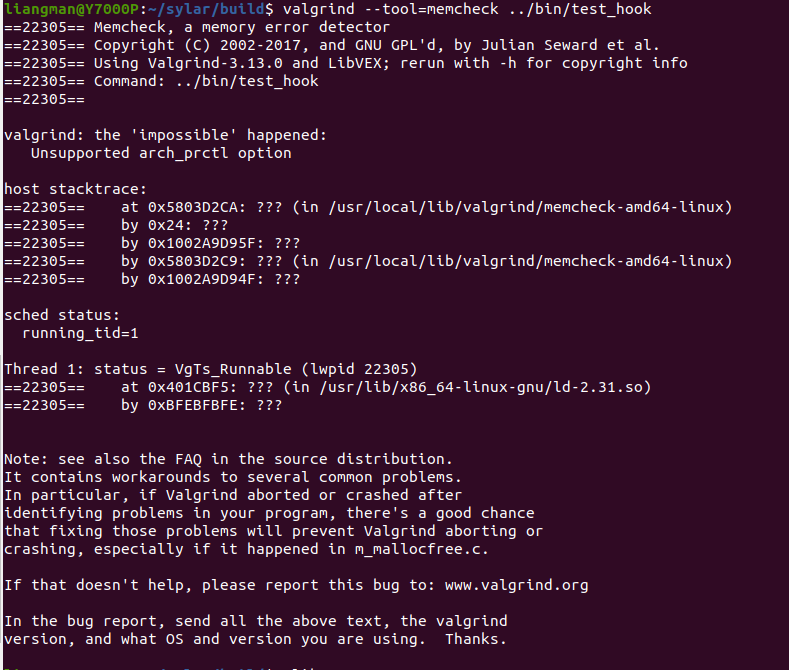 liangman@Y7000P:~/sylar/build$ valgrind --tool=memcheck ../bin/test_hook
==22305== Memcheck, a memory error detector
==22305== Copyright (C) 2002-2017, and GNU GPL'd, by Julian Seward et al.
==22305== Using Valgrind-3.13.0 and LibVEX; rerun with -h for copyright info
==22305== Command: ../bin/test_hook
==22305==
valgrind: the 'impossible' happened:
   Unsupported arch_prctl option
host stacktrace:
==22305==    at 0x5803D2CA: ??? (in /usr/local/lib/valgrind/memcheck-amd64-linux)
==22305==    by 0x24: ???
==22305==    by 0x1002A9D95F: ???
==22305==    by 0x5803D2C9: ??? (in /usr/local/lib/valgrind/memcheck-amd64-linux)
==22305==    by 0x1002A9D94F: ???
sched status:
  running_tid=1
Thread 1: status = VgTs_Runnable (lwpid 22305)
==22305==    at 0x401CBF5: ??? (in /usr/lib/x86_64-linux-gnu/ld-2.31.so)
==22305==    by 0xBFEBFBFE: ???
Note: see also the FAQ in the source distribution.
It contains workarounds to several common problems.
In particular, if Valgrind aborted or crashed after
identifying problems in your program, there's a good chance
that fixing those problems will prevent Valgrind aborting or
crashing, especially if it happened in m_mallocfree.c.
If that doesn't help, please report this bug to: www.valgrind.org
In the bug report, send all the above text, the valgrind
version, and what OS and version you are using.  Thanks.